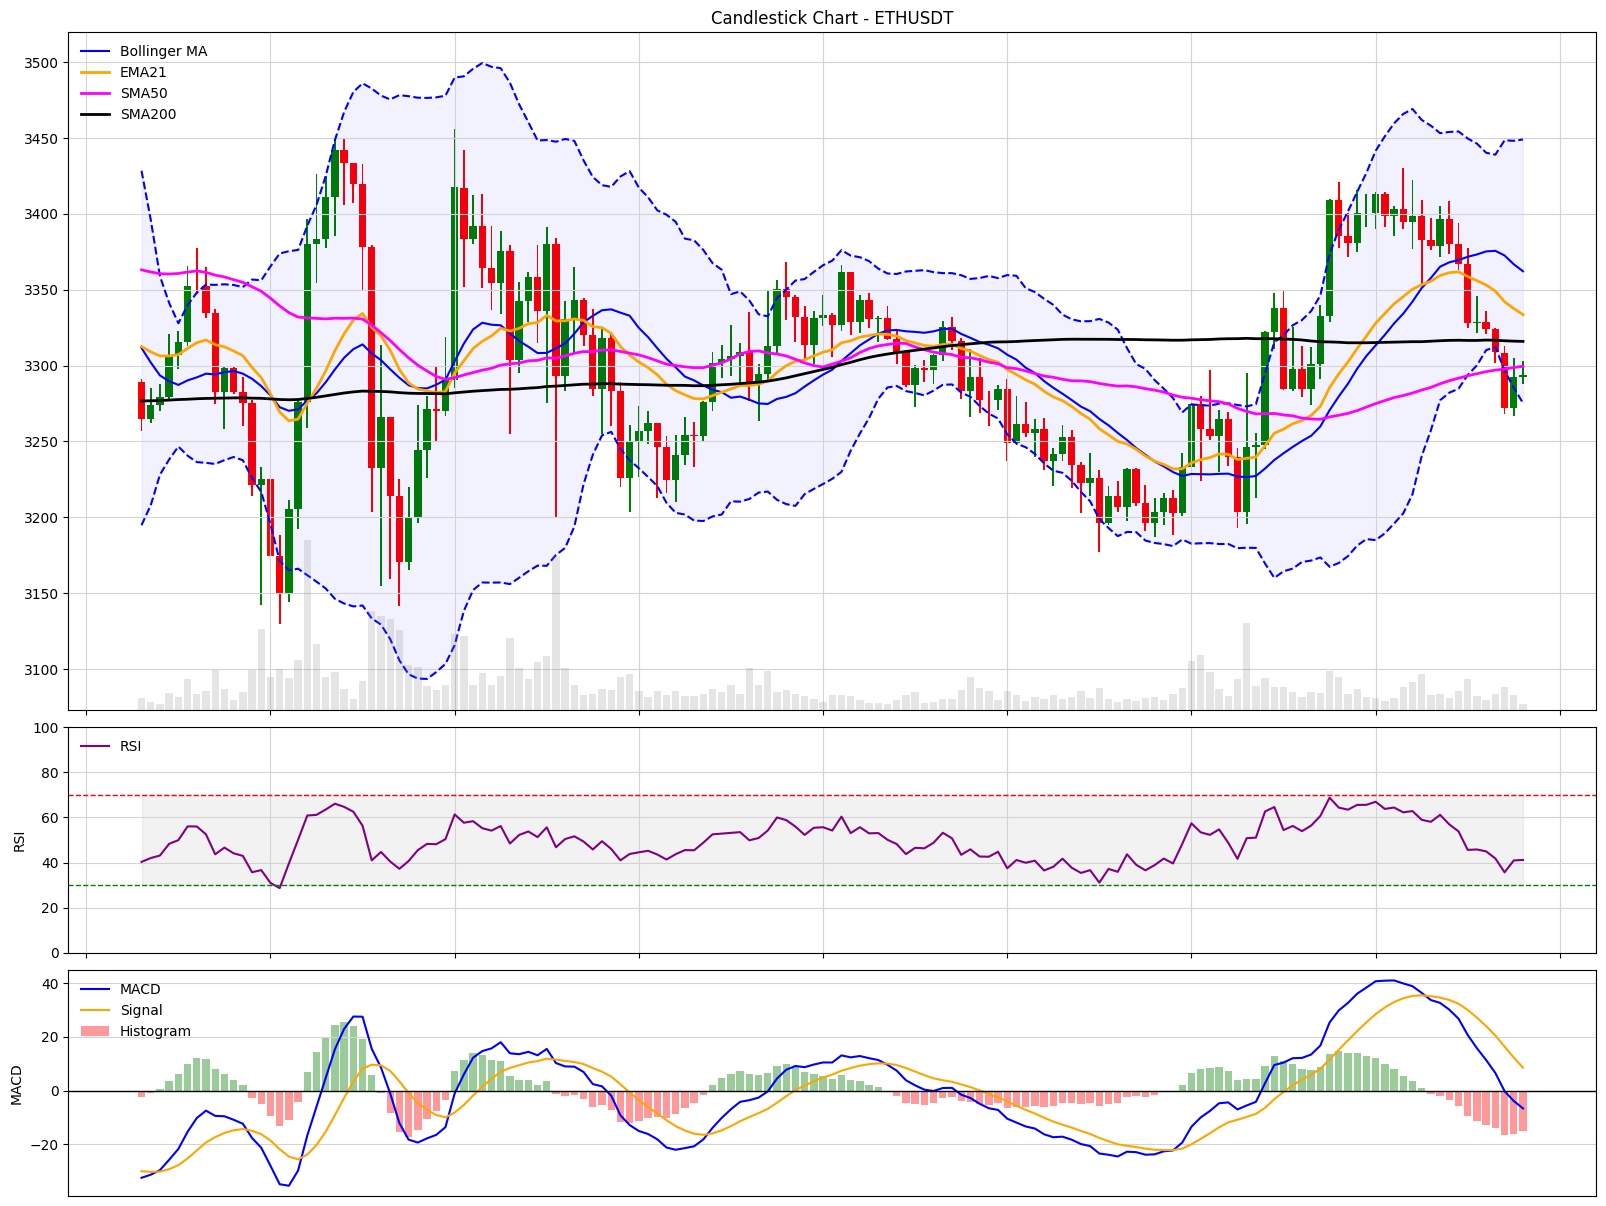 Candlestick Chart - ETHUSDT
Bollinger MA
EMA21
SMA50
SMA200
3500
3450
3400
3350
3300
3250
3200
3150
3100
RSI
100
80
60
40
20
0
RSI
MACD
Signal
Histogram
40
20
0
−20
MACD